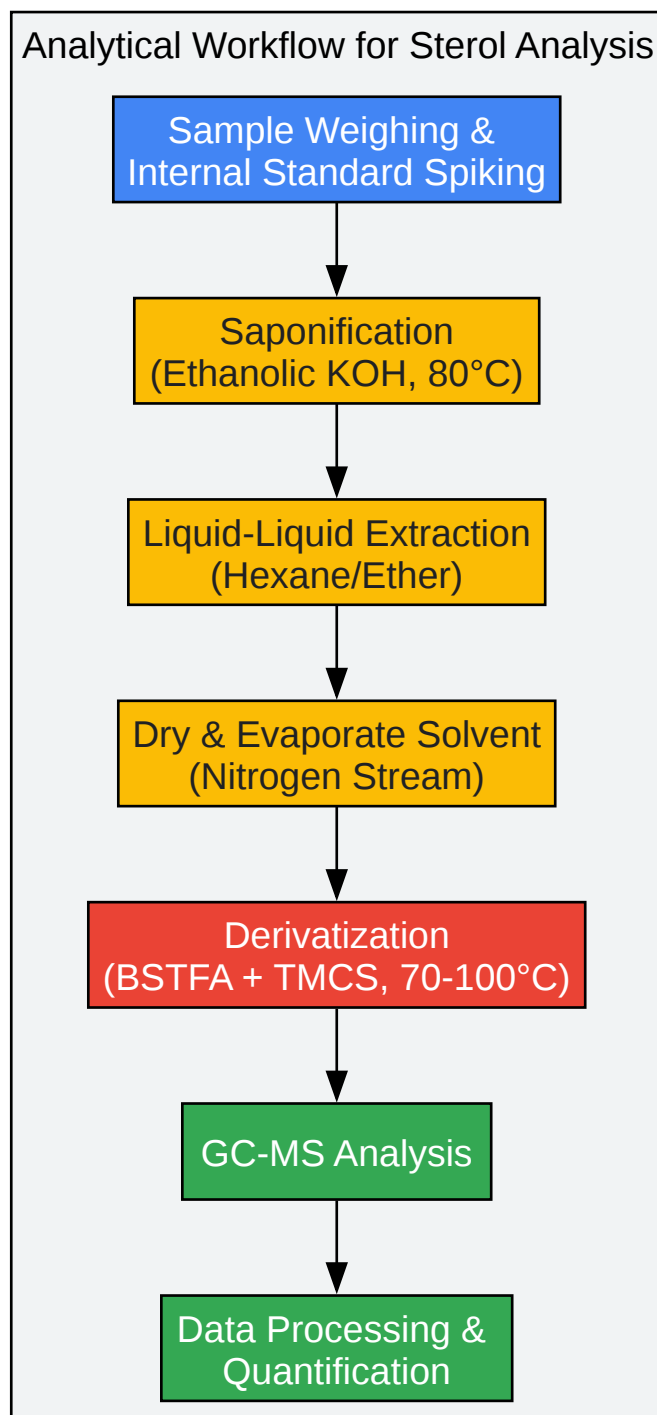 Analytical Workflow for Sterol Analysis
Sample Weighing &
Internal Standard Spiking
Saponification
(Ethanolic KOH, 80°C)
Liquid-Liquid Extraction
(Hexane/Ether)
Dry & Evaporate Solvent
(Nitrogen Stream)
Derivatization
(BSTFA + TMCS, 70-100°C)
GC-MS Analysis
Data Processing &
Quantification